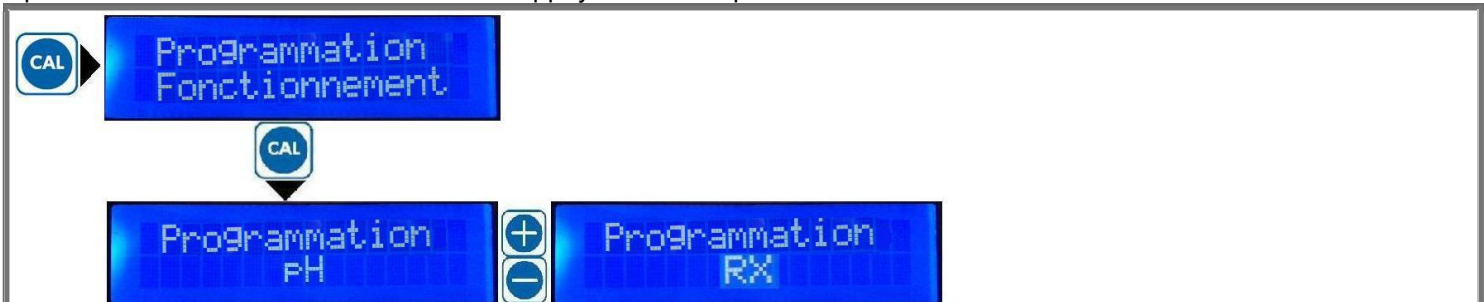 CAL
Programmation
Fonctionnement
CAL
Programmation
pH
+
-
Programmation
RX